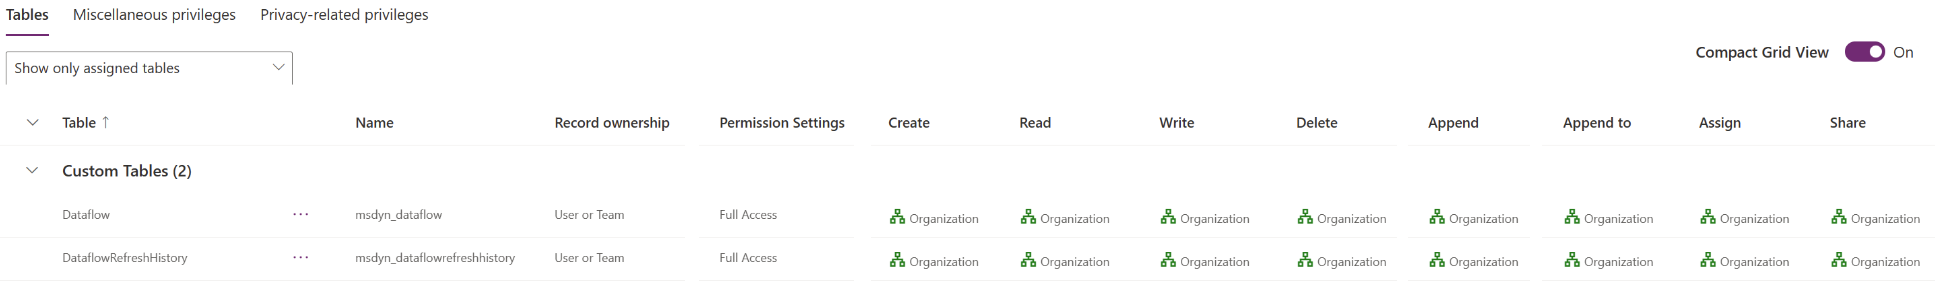 Tables Miscellaneous privileges Privacy-related privileges
Show only assigned tables
Compact Grid View On
Table ↑ Name Record ownership Permission Settings Create Read Write Delete Append Append to Assign Share
Custom Tables (2)
Dataflow ... msdyn_dataflow User or Team Full Access Organization Organization Organization Organization Organization Organization Organization Organization
DataflowRefreshHistory ... msdyn_dataflowrefreshhistory User or Team Full Access Organization Organization Organization Organization Organization Organization Organization Organization